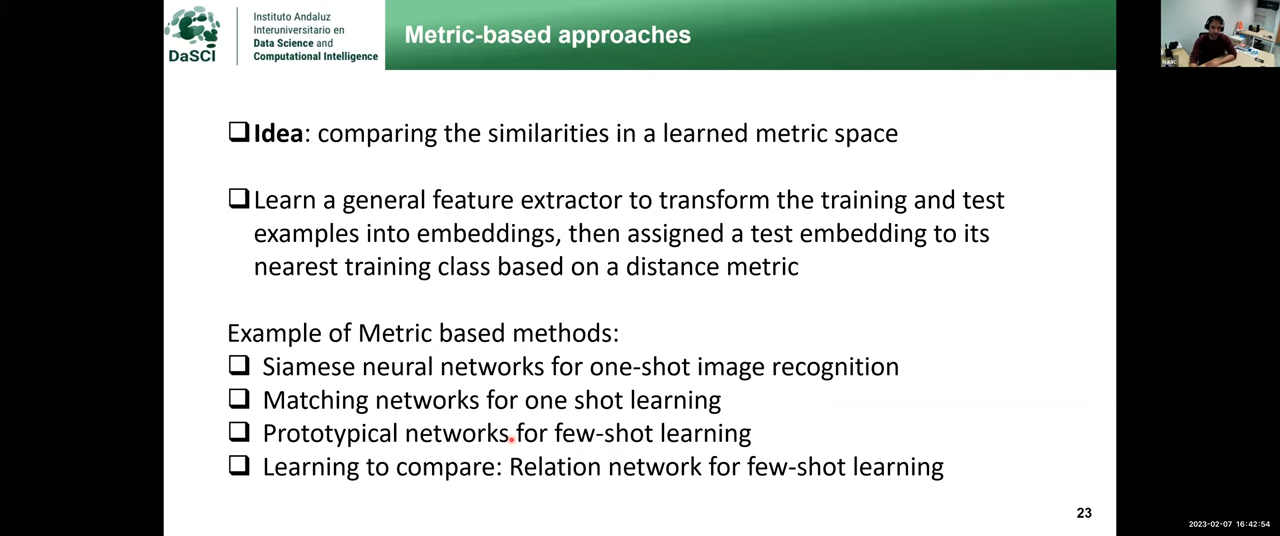 Instituto Andaluz
Interuniversitario en
Data Science and
Computational Intelligence
DaSCI
Metric-based approaches
Idea: comparing the similarities in a learned metric space
Learn a general feature extractor to transform the training and test
examples into embeddings, then assigned a test embedding to its
nearest training class based on a distance metric
Example of Metric based methods:
Siamese neural networks for one-shot image recognition
Matching networks for one shot learning
Prototypical networks for few-shot learning
Learning to compare: Relation network for few-shot learning
23
2023-02-07 16:42:54